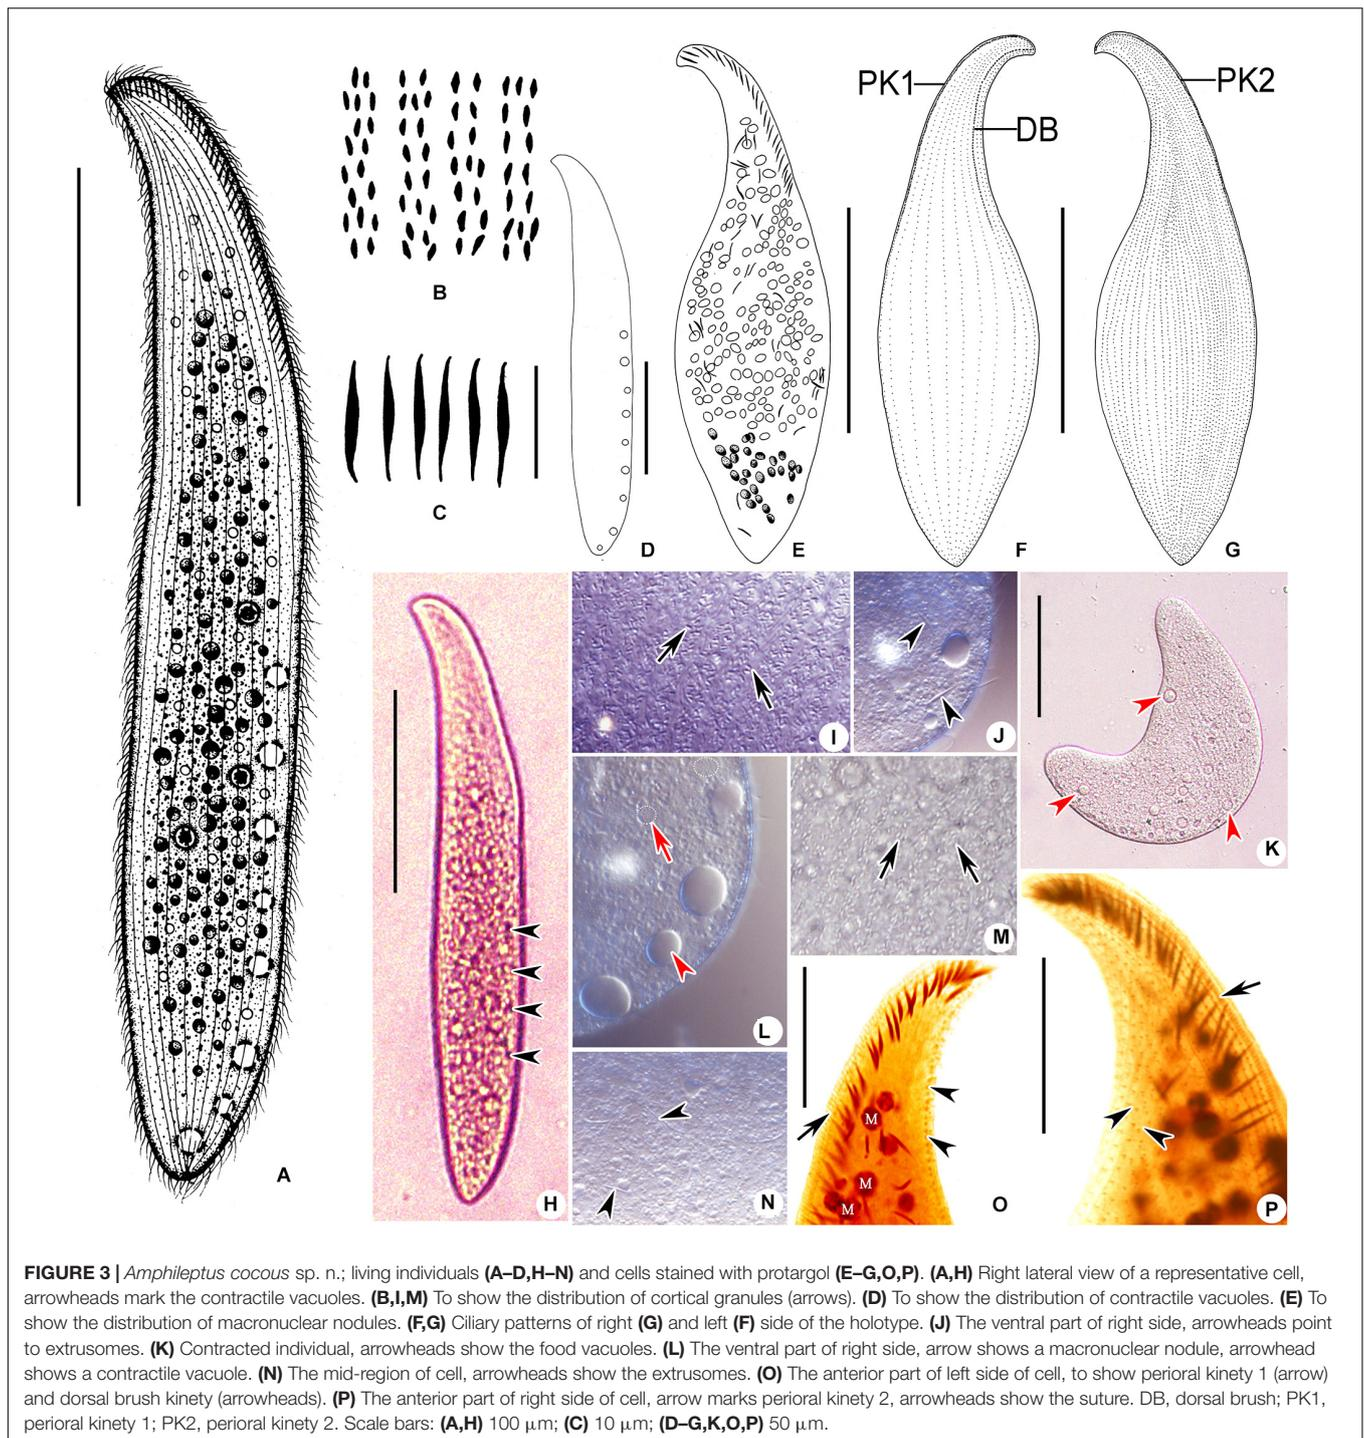 PK1
PK2
DB
B
C
D
E
F
G
A
H
I
J
K
L
M
N
M
M
M
O
P
FIGURE 3 | Amphileptus cocous sp. n.; living individuals (A–D,H–N) and cells stained with protargol (E–G,O,P). (A,H) Right lateral view of a representative cell,
arrowheads mark the contractile vacuoles. (B,I,M) To show the distribution of cortical granules (arrows). (D) To show the distribution of contractile vacuoles. (E) To
show the distribution of macronuclear nodules. (F,G) Ciliary patterns of right (G) and left (F) side of the holotype. (J) The ventral part of right side, arrowheads point
to extrusomes. (K) Contracted individual, arrowheads show the food vacuoles. (L) The ventral part of right side, arrow shows a macronuclear nodule, arrowhead
shows a contractile vacuole. (N) The mid-region of cell, arrowheads show the extrusomes. (O) The anterior part of left side of cell, to show perioral kinety 1 (arrow)
and dorsal brush kinety (arrowheads). (P) The anterior part of right side of cell, arrow marks perioral kinety 2, arrowheads show the suture. DB, dorsal brush; PK1,
perioral kinety 1; PK2, perioral kinety 2. Scale bars: (A,H) 100 μm; (C) 10 μm; (D–G,K,O,P) 50 μm.